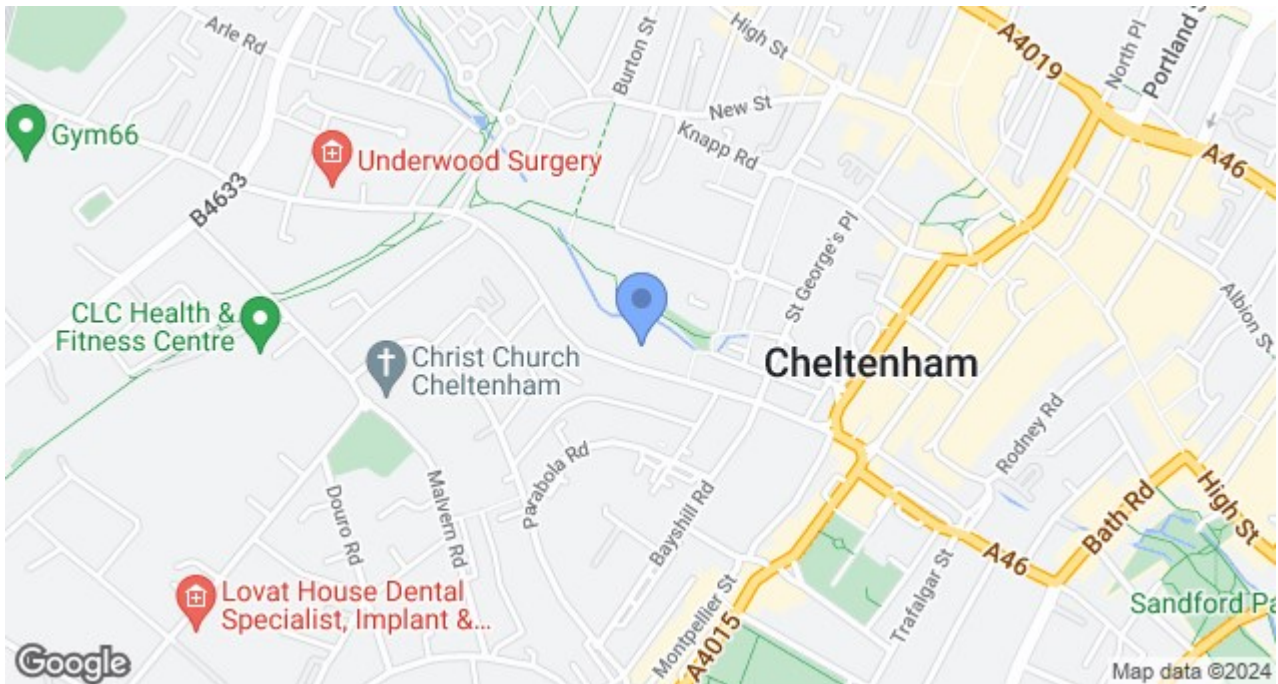 Arle Rd
Burton St
High St
A4019
North Pl
Portland
New St
Knapp Rd
A46
Gym66
Underwood Surgery
B4633
St George's Pl
Albion St
CLC Health &
Fitness Centre
Christ Church
Cheltenham
Cheltenham
Rodney Rd
Parabola Rd
Bayshill Rd
Malvern Rd
Douro Rd
Bath Rd
High St
A46
Trafalgar St
Lovat House Dental
Specialist, Implant &...
Montpellier St
A4015
Sandford Pa
Google
Map data ©2024